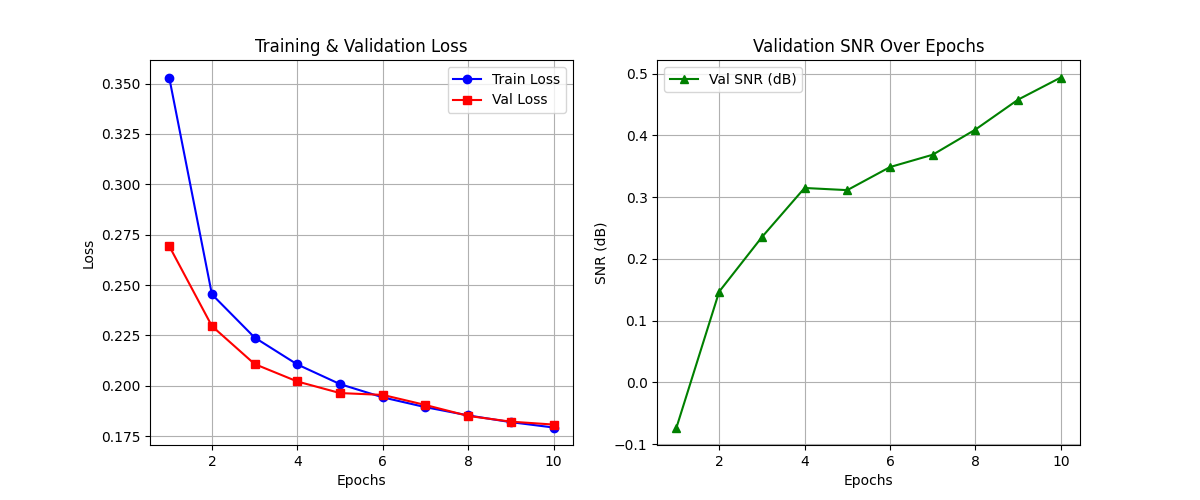 Training & Validation Loss
Loss
0.350
0.325
0.300
0.275
0.250
0.225
0.200
0.175
Train Loss
Val Loss
2
4
6
8
10
Epochs
Validation SNR Over Epochs
SNR (dB)
0.5
0.4
0.3
0.2
0.1
0.0
−0.1
Val SNR (dB)
2
4
6
8
10
Epochs